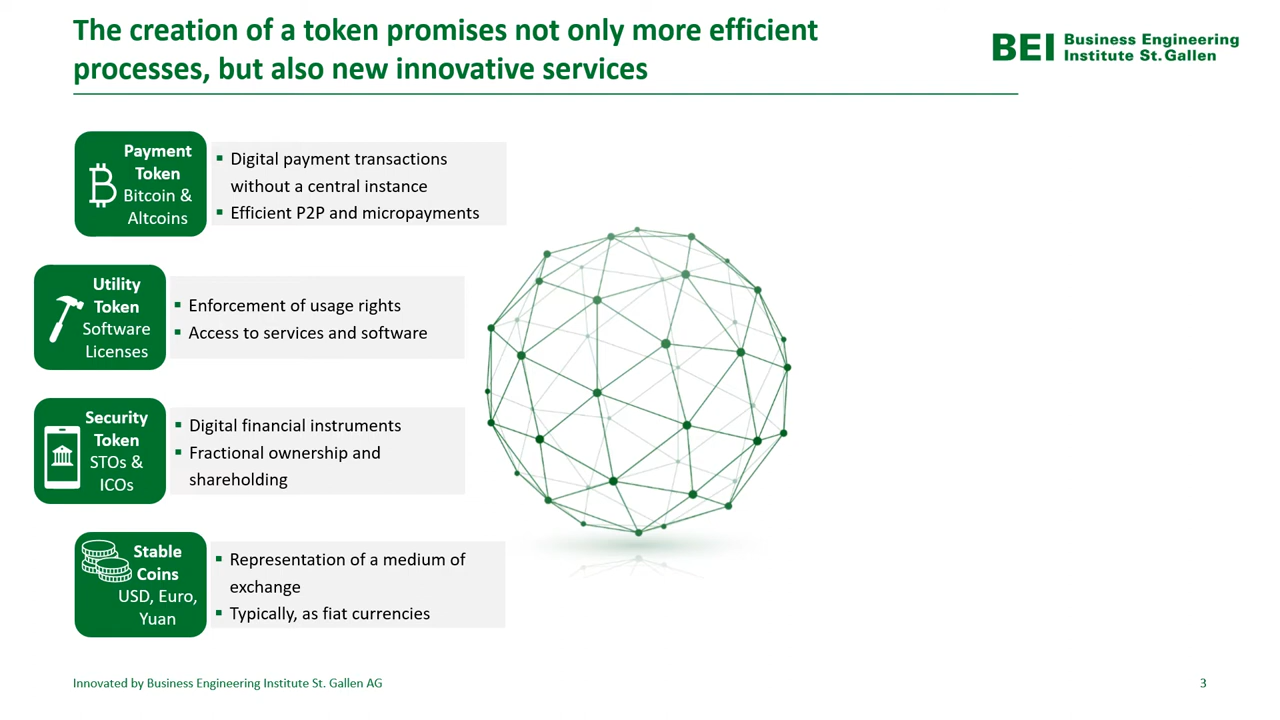 The creation of a token promises not only more efficient
processes, but also new innovative services
BEI Business Engineering
Institute St. Gallen
Payment
Token
Bitcoin &
Altcoins
▪ Digital payment transactions
without a central instance
▪ Efficient P2P and micropayments
Utility
Token
Software
Licenses
▪ Enforcement of usage rights
▪ Access to services and software
Security
Token
STOs &
ICOs
▪ Digital financial instruments
▪ Fractional ownership and
shareholding
Stable
Coins
USD, Euro,
Yuan
▪ Representation of a medium of
exchange
▪ Typically, as fiat currencies
Innovated by Business Engineering Institute St. Gallen AG
3